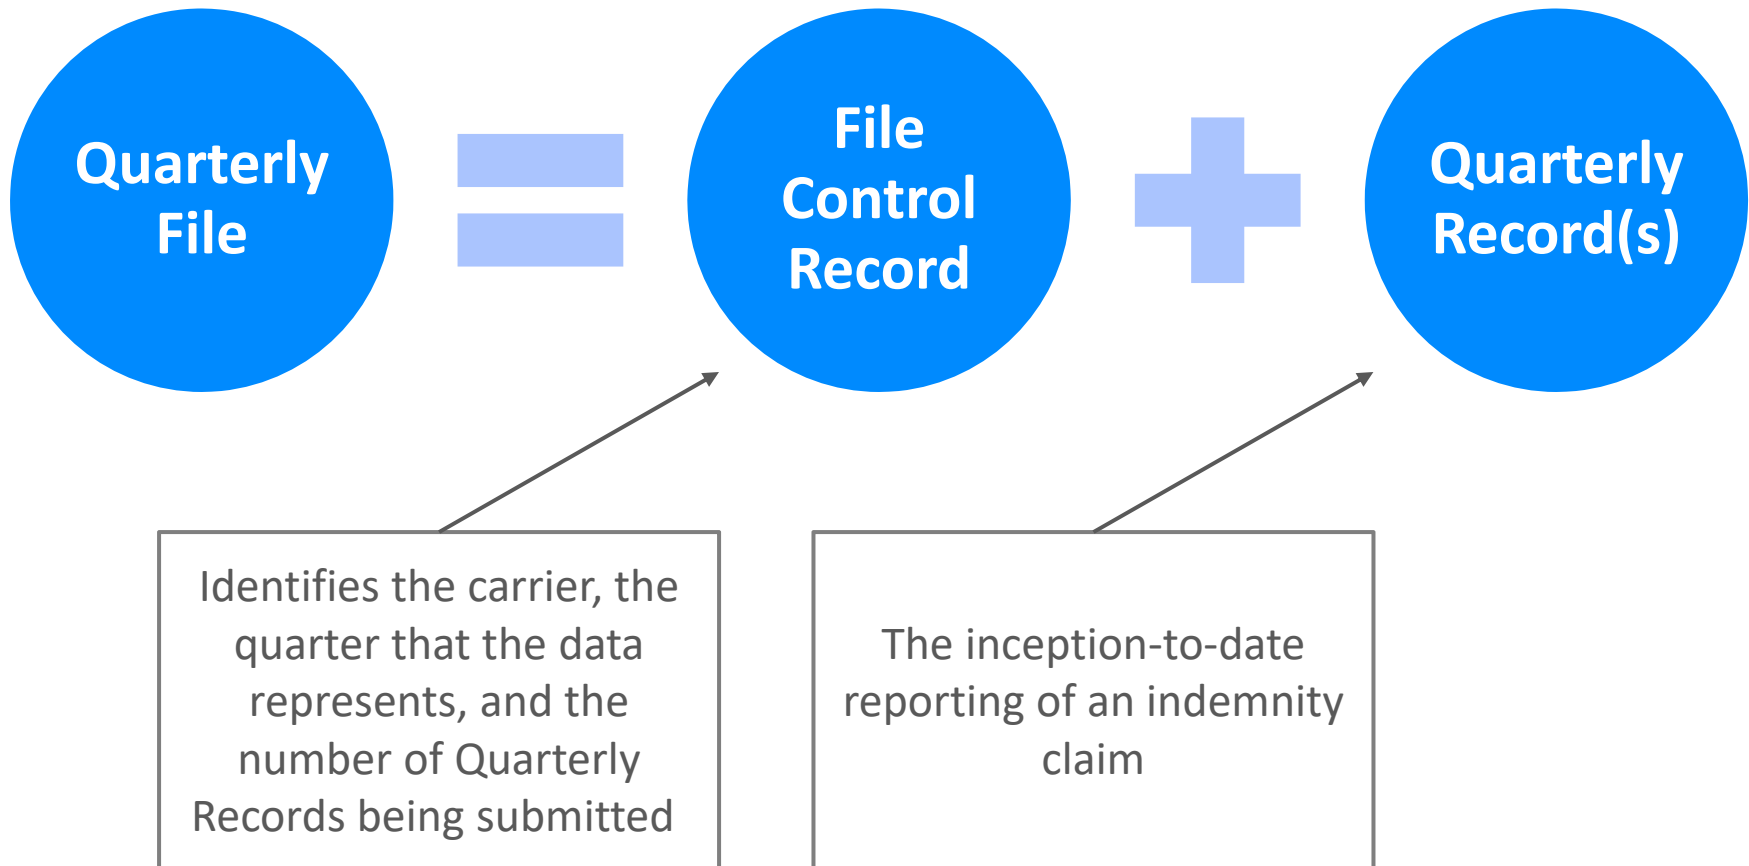 Quarterly
File
File
Control
Record
Quarterly
Record(s)
Identifies the carrier, the
quarter that the data
represents, and the
number of Quarterly
Records being submitted
The inception-to-date
reporting of an indemnity
claim